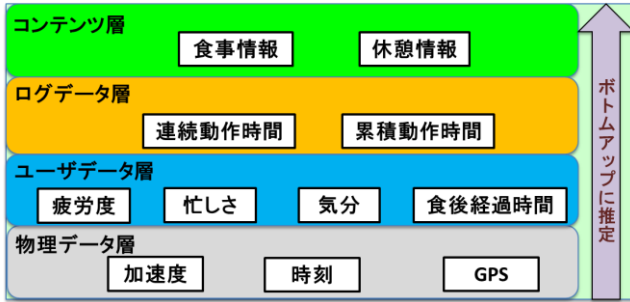 コンテンツ層
食事情報 休憩情報
ログデータ層
連続動作時間 累積動作時間
ユーザデータ層
疲労度 忙しさ 気分 食後経過時間
物理データ層
加速度 時刻 GPS
ボトムアップに推定